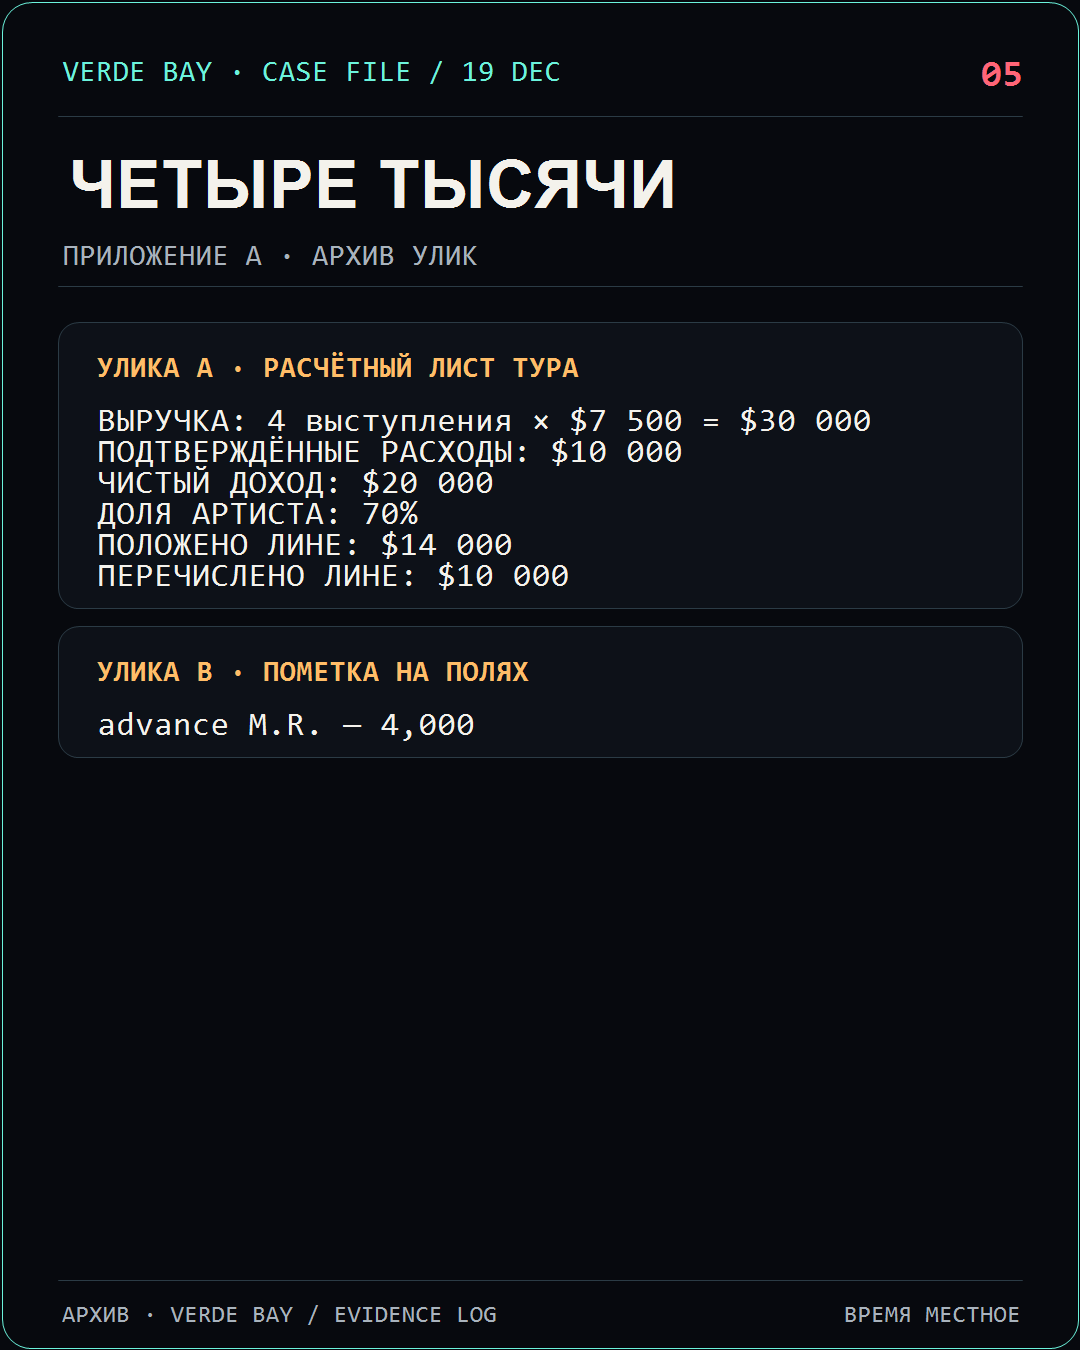 VERDE BAY · CASE FILE / 19 DEC
05
ЧЕТЫРЕ ТЫСЯЧИ
ПРИЛОЖЕНИЕ А · АРХИВ УЛИК
УЛИКА А · РАСЧЁТНЫЙ ЛИСТ ТУРА
ВЫРУЧКА: 4 выступления × $7 500 = $30 000
ПОДТВЕРЖДЁННЫЕ РАСХОДЫ: $10 000
ЧИСТЫЙ ДОХОД: $20 000
ДОЛЯ АРТИСТА: 70%
ПОЛОЖЕНО ЛИНЕ: $14 000
ПЕРЕЧИСЛЕНО ЛИНЕ: $10 000
УЛИКА B · ПОМЕТКА НА ПОЛЯХ
advance M.R. — 4,000
АРХИВ · VERDE BAY / EVIDENCE LOG
ВРЕМЯ МЕСТНОЕ